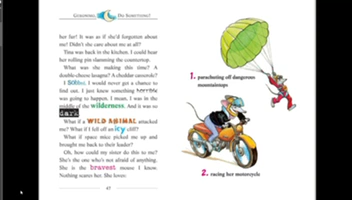 GERONIMO, DO SOMETHING!
her fur! It was as if she'd forgotten about
me! Didn't she care about me at all?
Tina was back in the kitchen. I could hear
her rolling pin slamming the countertop.
What was she making this time? A
double-cheese lasagna? A cheddar casserole?
I would never get a chance to
find out. I just knew something horrible
was going to happen. I mean, I was in the
middle of the wilderness. And it was so
dark
What if a WILD ANIMAL attacked
me? What if I fell off an icy cliff?
What if space mice picked me up and
brought me back to their leader?
Oh, how could my sister do this to me?
She's the one who's not afraid of anything.
She is the bravest mouse I know.
Nothing scares her. She loves:
1. parachuting off dangerous
mountaintops
2. racing her motorcycle